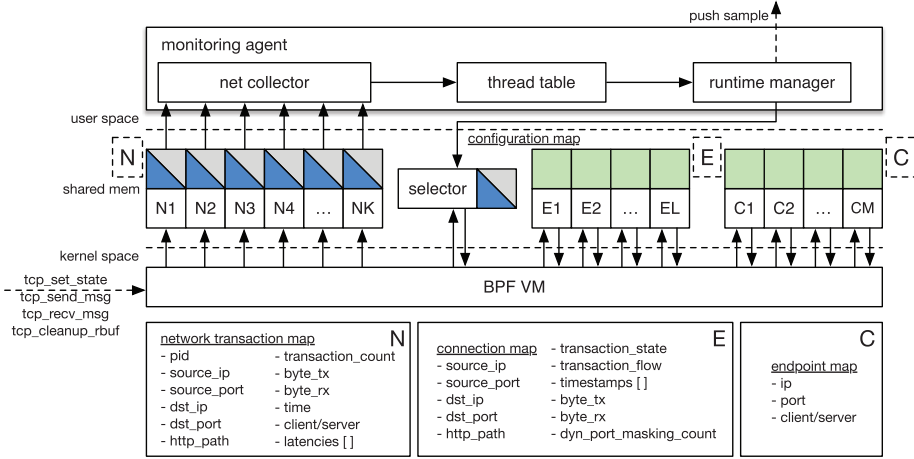 push sample
monitoring agent
net collector
thread table
runtime manager
user space
configuration map
N
E
C
shared mem
selector
N1 N2 N3 N4 ... NK
E1 E2 ... EL
C1 C2 ... CM
kernel space
BPF VM
tcp_set_state
tcp_send_msg
tcp_recv_msg
tcp_cleanup_rbuf
N
network transaction map
- pid
- source_ip
- source_port
- dst_ip
- dst_port
- http_path
- transaction_count
- byte_tx
- byte_rx
- time
- client/server
- latencies [ ]
E
connection map
- source_ip
- source_port
- dst_ip
- dst_port
- http_path
- transaction_state
- transaction_flow
- timestamps [ ]
- byte_tx
- byte_rx
- dyn_port_masking_count
C
endpoint map
- ip
- port
- client/server